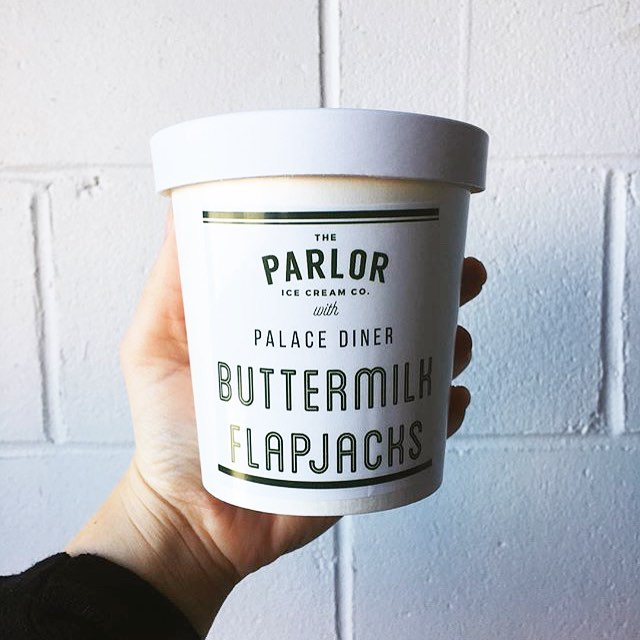 THE
PARLOR
ICE CREAM CO.
with
PALACE DINER
BUTTERMILK
FLAPJACKS